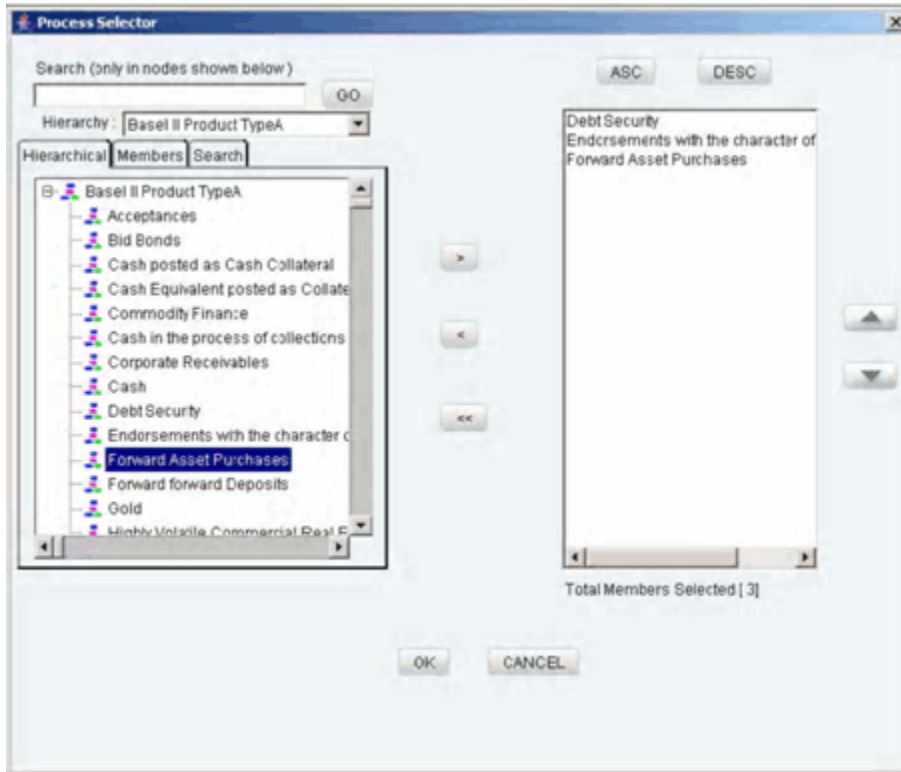 Process Selector
Search (only in nodes shown below )
GO
Hierarchy : Basel II Product TypeA
Hierarchical Members Search
Basel II Product TypeA
Acceptances
Bid Bonds
Cash posted as Cash Collateral
Cash Equivalent posted as Collate
Commodity Finance
Cash in the process of collections
Corporate Receivables
Cash
Debt Security
Endorsements with the character o
Forward Asset Purchases
Forward forward Deposits
Gold
Highly Volatile Commercial Real E
>
<
<<
ASC DESC
Debt Security
Endorsements with the character of
Forward Asset Purchases
Total Members Selected [ 3]
OK CANCEL